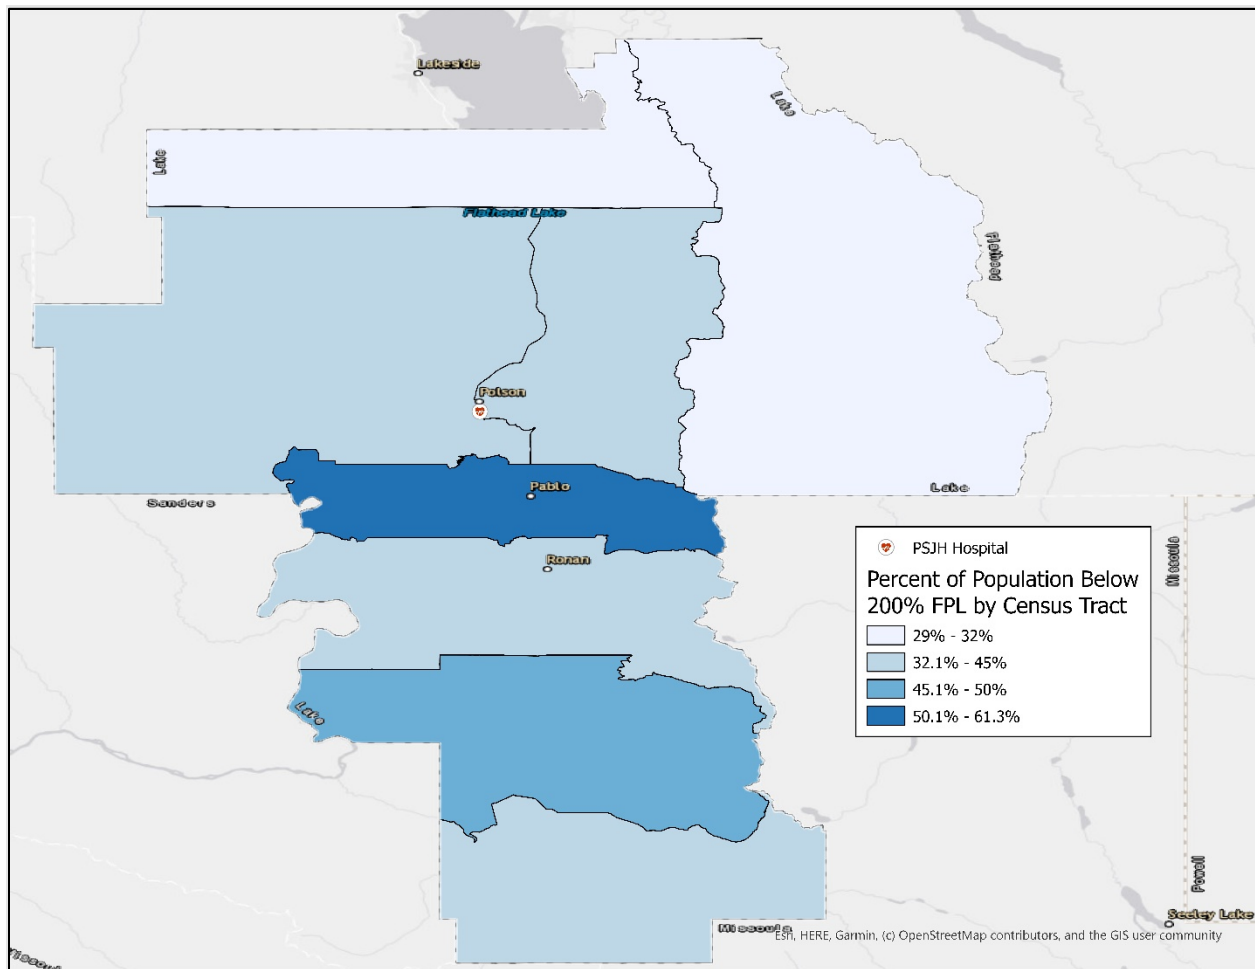 Lakeside
Lake
Lake
Flathead Lake
Flathead
Polson
Pablo
Lake
Sanders
Ronan
Missoula
PSJH Hospital
Percent of Population Below
200% FPL by Census Tract
29% - 32%
32.1% - 45%
45.1% - 50%
50.1% - 61.3%
Lake
Powell
Seeley Lake
Missoula
Esri, HERE, Garmin, (c) OpenStreetMap contributors, and the GIS user community